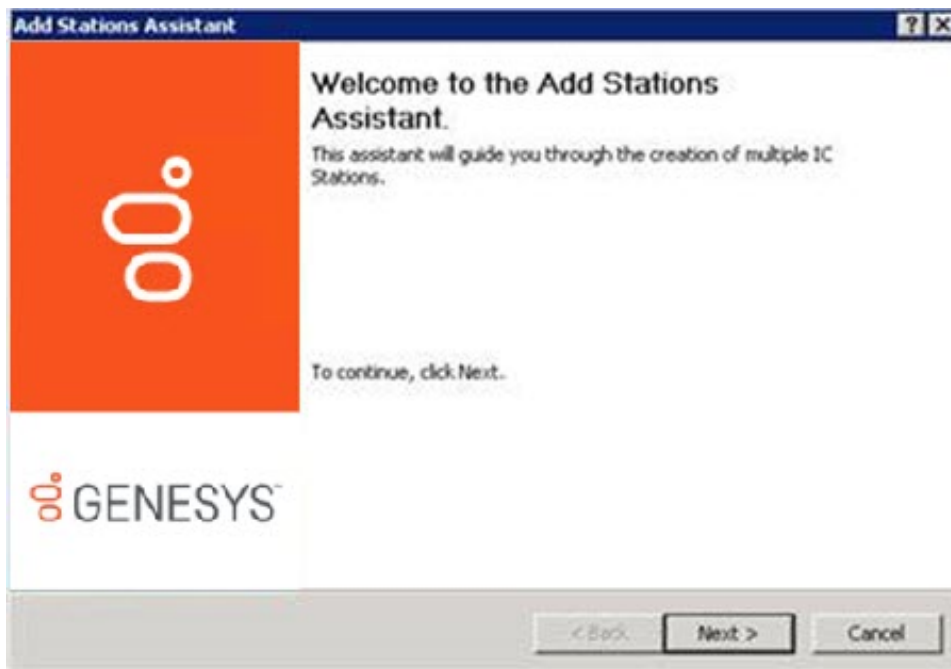 Add Stations Assistant
Welcome to the Add Stations
Assistant.
This assistant will guide you through the creation of multiple IC
Stations.
To continue, click Next.
GENESYS™
< Back
Next >
Cancel